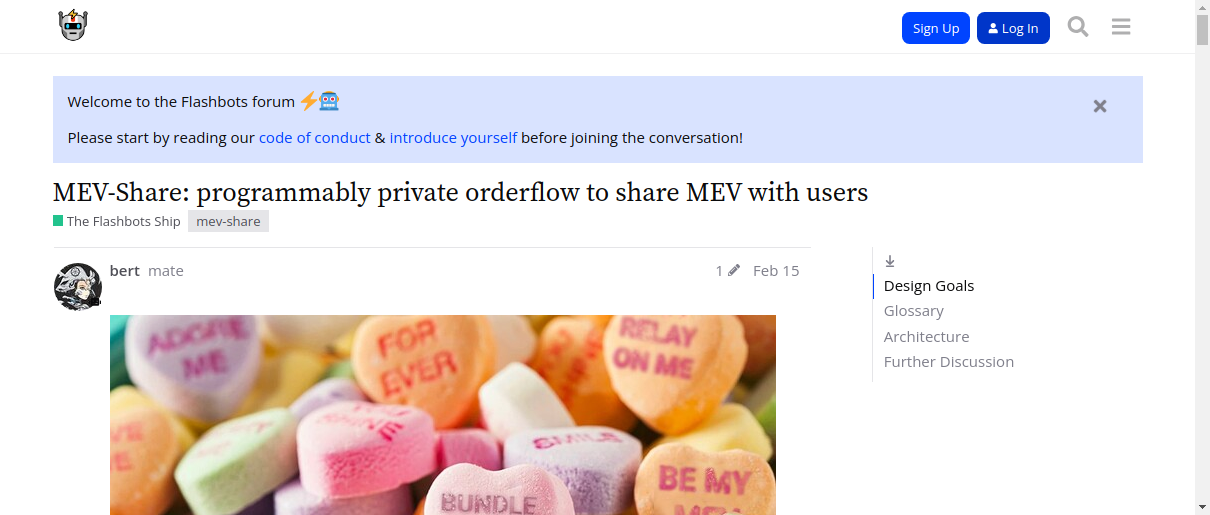 Sign Up
Log In
Welcome to the Flashbots forum
Please start by reading our code of conduct & introduce yourself before joining the conversation!
MEV-Share: programmably private orderflow to share MEV with users
The Flashbots Ship mev-share
bert mate 1 Feb 15
Design Goals
Glossary
Architecture
Further Discussion
ADORE
ME
FOR
EVER
RELAY
ON ME
SMILE
BE MY
BUNDLE